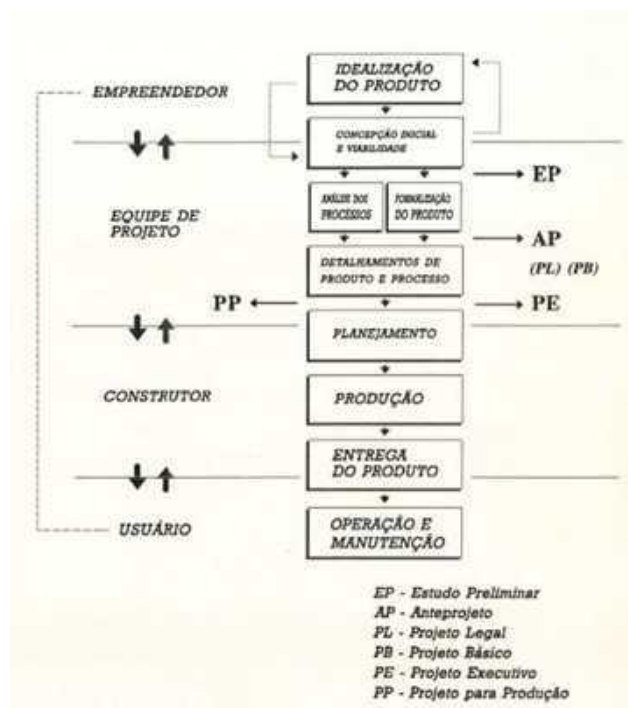 IDEALIZAÇÃO
DO PRODUTO
EMPREENDEDOR
CONCEPÇÃO INICIAL
E VIABILIDADE
EP
ANÁLISE DOS
PROCESSOS
FORMALIZAÇÃO
DO PRODUTO
EQUIPE DE
PROJETO
AP
(PL) (PB)
DETALHAMENTOS DE
PRODUTO E PROCESSO
PP
PE
PLANEJAMENTO
CONSTRUTOR
PRODUÇÃO
ENTREGA
DO PRODUTO
USUÁRIO
OPERAÇÃO E
MANUTENÇÃO
EP - Estudo Preliminar
AP - Anteprojeto
PL - Projeto Legal
PB - Projeto Básico
PE - Projeto Executivo
PP - Projeto para Produção